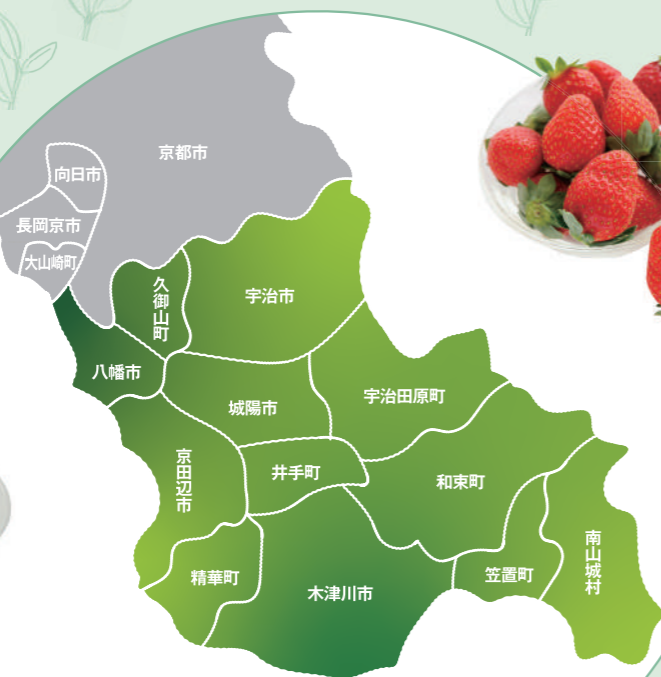 京都市
向日市
長岡京市
大山崎町
久御山町
宇治市
八幡市
城陽市
宇治田原町
京田辺市
井手町
和束町
精華町
木津川市
笠置町
南山城村